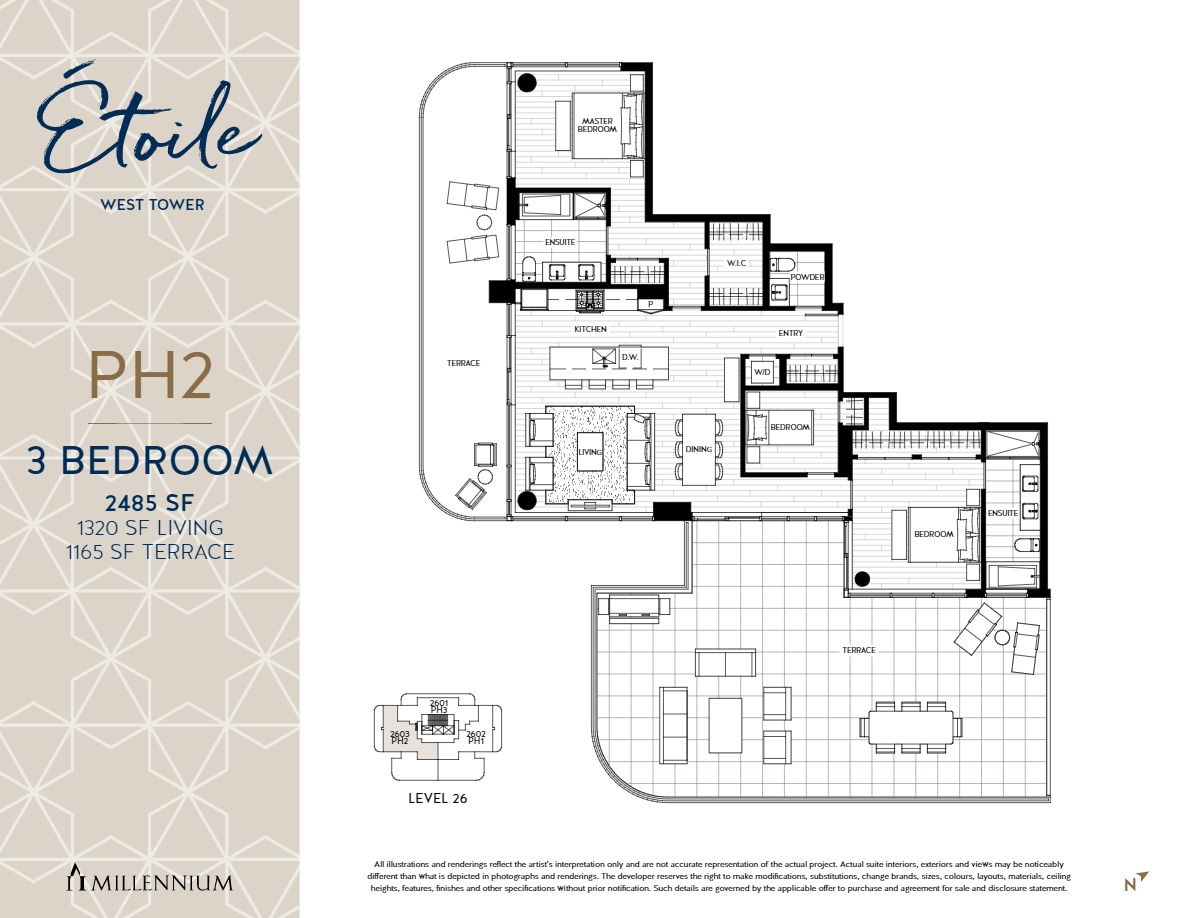 Étoile
WEST TOWER
PH2
3 BEDROOM
2485 SF
1320 SF LIVING
1165 SF TERRACE
MILLENNIUM
MASTER
BEDROOM
ENSUITE
W.I.C
POWDER
P
KITCHEN
ENTRY
D.W.
TERRACE
W/D
BEDROOM
LIVING
DINING
ENSUITE
BEDROOM
TERRACE
2601
PH3
2603
PH2
2602
PH1
LEVEL 26
All illustrations and renderings reflect the artist's interpretation only and are not accurate representation of the actual project. Actual suite interiors, exteriors and views may be noticeably
different than what is depicted in photographs and renderings. The developer reserves the right to make modifications, substitutions, change brands, sizes, colours, layouts, materials, ceiling
heights, features, finishes and other specifications without prior notification. Such details are governed by the applicable offer to purchase and agreement for sale and disclosure statement.
N